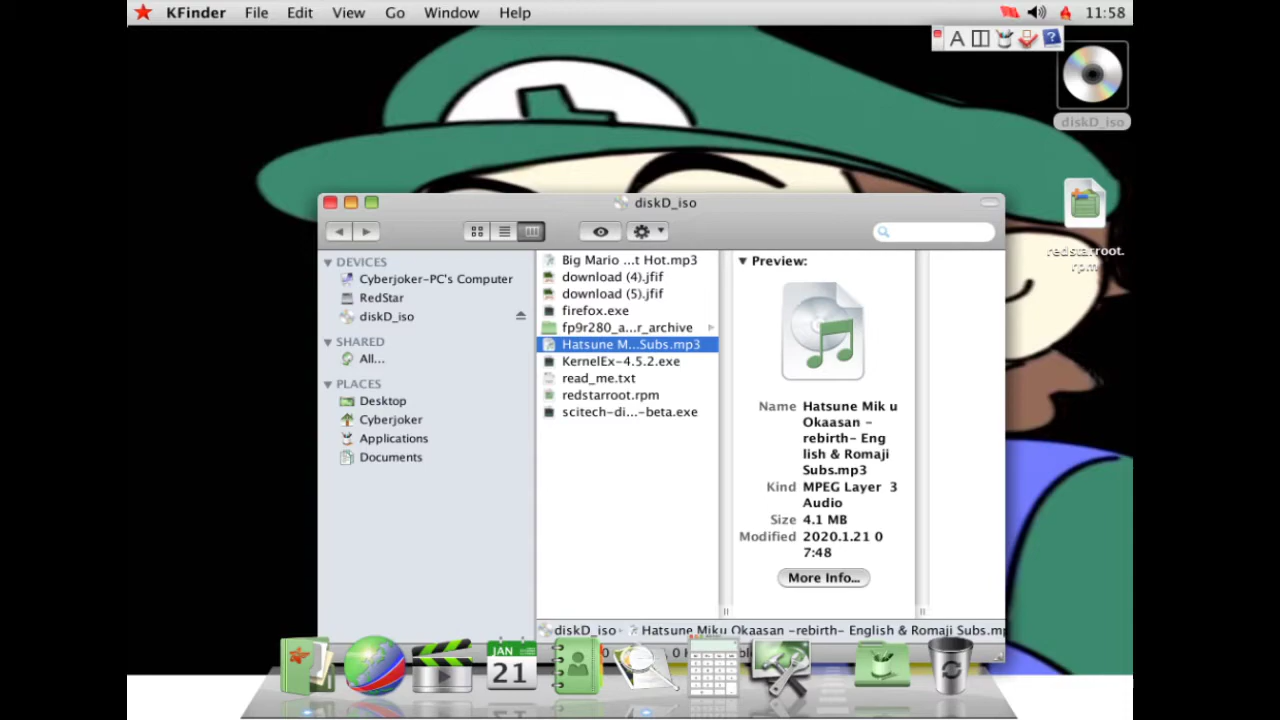 KFinder File Edit View Go Window Help 11:58
A
diskD_iso
redstarroot.
rpm
diskD_iso
DEVICES
Cyberjoker-PC's Computer
RedStar
diskD_iso
SHARED
All...
PLACES
Desktop
Cyberjoker
Applications
Documents
Big Mario ...t Hot.mp3
download (4).jfif
download (5).jfif
firefox.exe
fp9r280_a...r_archive
Hatsune M...Subs.mp3
KernelEx-4.5.2.exe
read_me.txt
redstarroot.rpm
scitech-di...-beta.exe
Preview:
Name Hatsune Mik u
Okaasan -
rebirth- Eng
lish & Romaji
Subs.mp3
Kind MPEG Layer 3
Audio
Size 4.1 MB
Modified 2020.1.21 0
7:48
More Info...
diskD_iso Hatsune Miku Okaasan -rebirth- English & Romaji Subs.mp
JAN
21